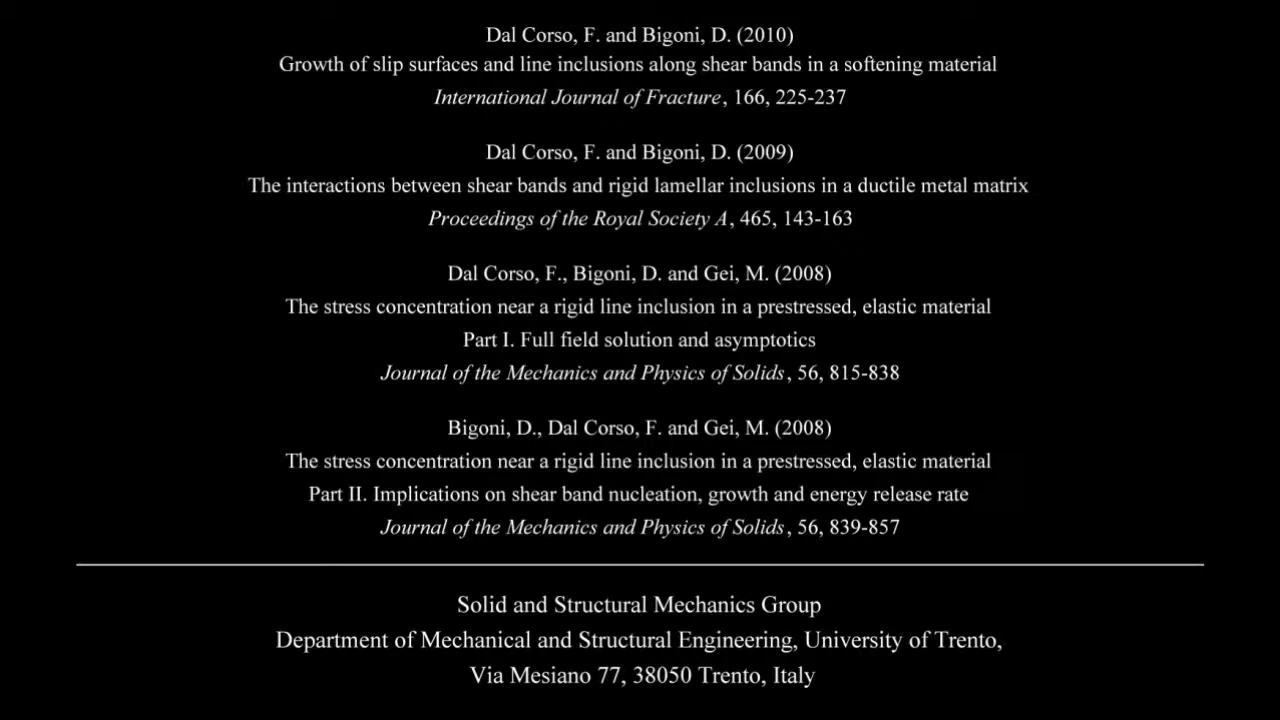 Dal Corso, F. and Bigoni, D. (2010)
Growth of slip surfaces and line inclusions along shear bands in a softening material
International Journal of Fracture, 166, 225-237
Dal Corso, F. and Bigoni, D. (2009)
The interactions between shear bands and rigid lamellar inclusions in a ductile metal matrix
Proceedings of the Royal Society A, 465, 143-163
Dal Corso, F., Bigoni, D. and Gei, M. (2008)
The stress concentration near a rigid line inclusion in a prestressed, elastic material
Part I. Full field solution and asymptotics
Journal of the Mechanics and Physics of Solids, 56, 815-838
Bigoni, D., Dal Corso, F. and Gei, M. (2008)
The stress concentration near a rigid line inclusion in a prestressed, elastic material
Part II. Implications on shear band nucleation, growth and energy release rate
Journal of the Mechanics and Physics of Solids, 56, 839-857
Solid and Structural Mechanics Group
Department of Mechanical and Structural Engineering, University of Trento,
Via Mesiano 77, 38050 Trento, Italy